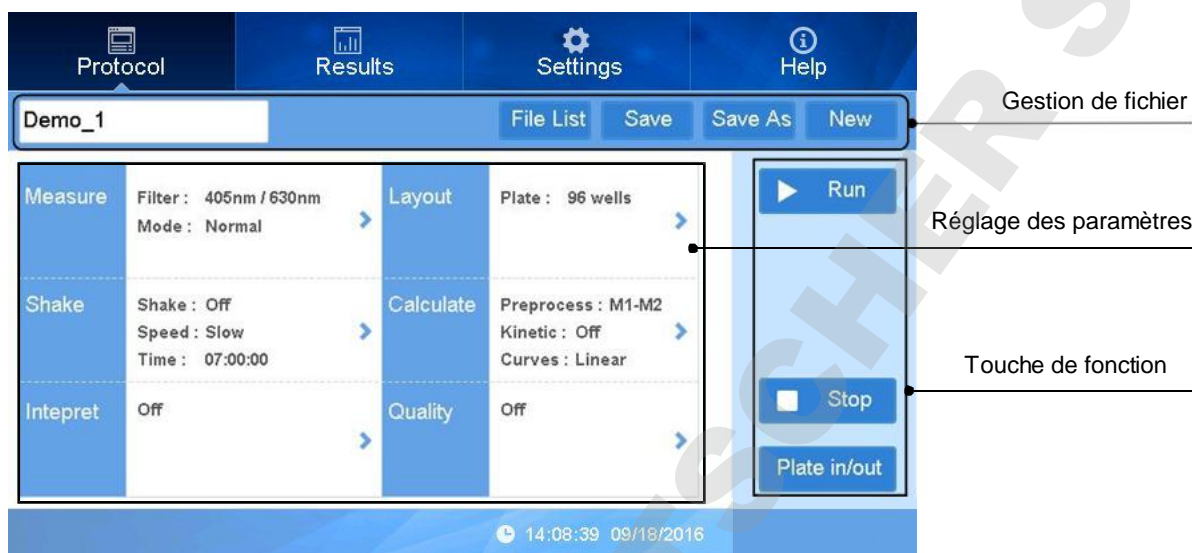 Protocol
Results
Settings
Help
Demo_1
File List
Save
Save As
New
Gestion de fichier
Measure
Filter : 405nm / 630nm
Mode : Normal
Layout
Plate : 96 wells
Run
Réglage des paramètres
Shake
Shake : Off
Speed : Slow
Time : 07:00:00
Calculate
Preprocess : M1-M2
Kinetic : Off
Curves : Linear
Touche de fonction
Intepret
Off
Quality
Off
Stop
Plate in/out
14:08:39 09/18/2016